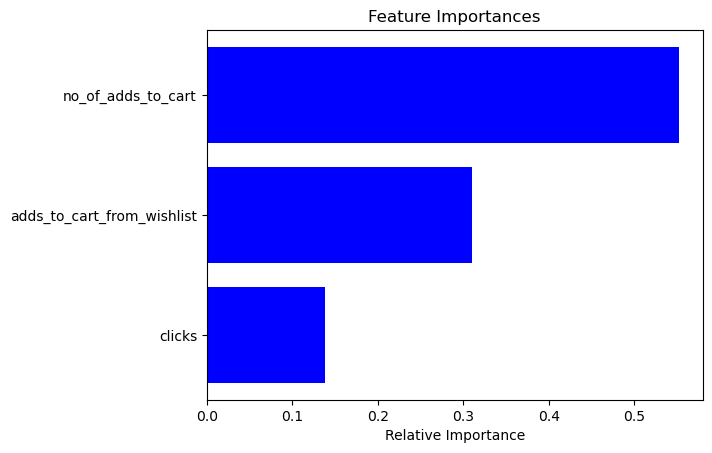 Feature Importances
no_of_adds_to_cart
adds_to_cart_from_wishlist
clicks
0.0 0.1 0.2 0.3 0.4 0.5
Relative Importance